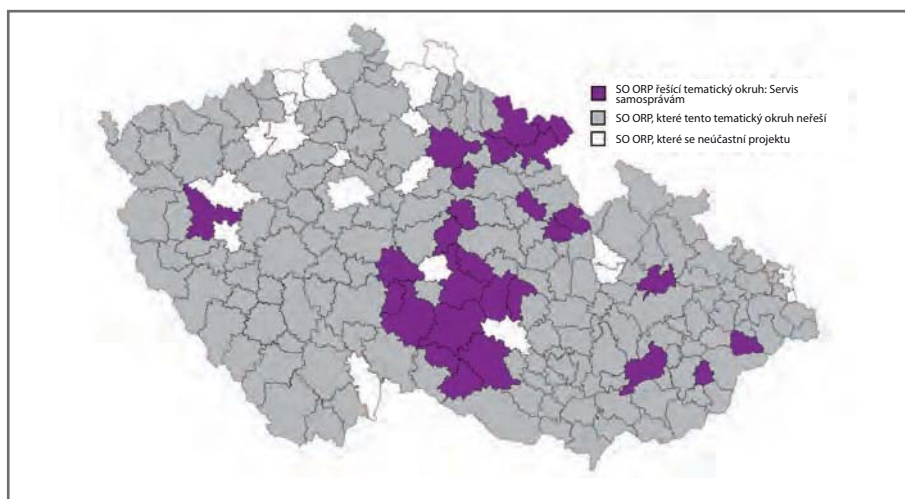 SO ORP řešící tematický okruh: Servis
samosprávám
SO ORP, které tento tematický okruh neřeší
SO ORP, které se neúčastní projektu